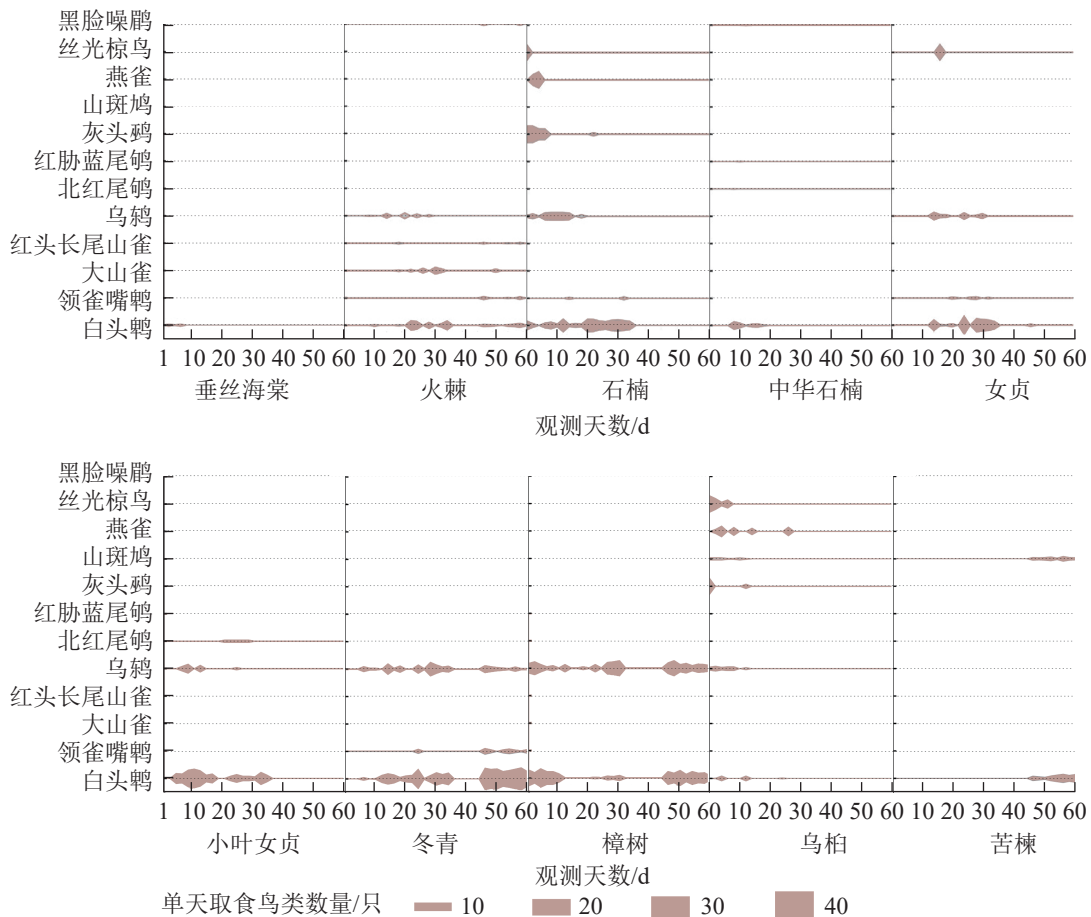 黑脸噪鹛
丝光椋鸟
燕雀
山斑鸠
灰头鹀
红胁蓝尾鸲
北红尾鸲
乌鸫
红头长尾山雀
大山雀
领雀嘴鹎
白头鹎
1 10 20 30 40 50 60 10 20 30 40 50 60 10 20 30 40 50 60 10 20 30 40 50 60 10 20 30 40 50 60
垂丝海棠 火棘 石楠 中华石楠 女贞
观测天数/d
黑脸噪鹛
丝光椋鸟
燕雀
山斑鸠
灰头鹀
红胁蓝尾鸲
北红尾鸲
乌鸫
红头长尾山雀
大山雀
领雀嘴鹎
白头鹎
1 10 20 30 40 50 60 10 20 30 40 50 60 10 20 30 40 50 60 10 20 30 40 50 60 10 20 30 40 50 60
小叶女贞 冬青 樟树 乌桕 苦楝
观测天数/d
单天取食鸟类数量/只 10 20 30 40